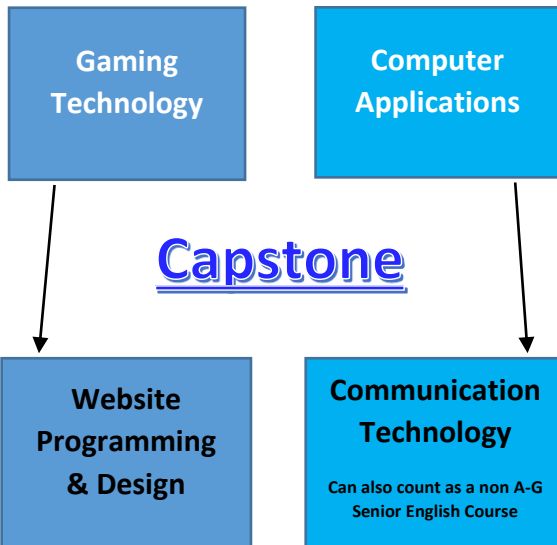 Gaming
Technology
Computer
Applications
Capstone
Website
Programming
& Design
Communication
Technology
Can also count as a non A-G
Senior English Course